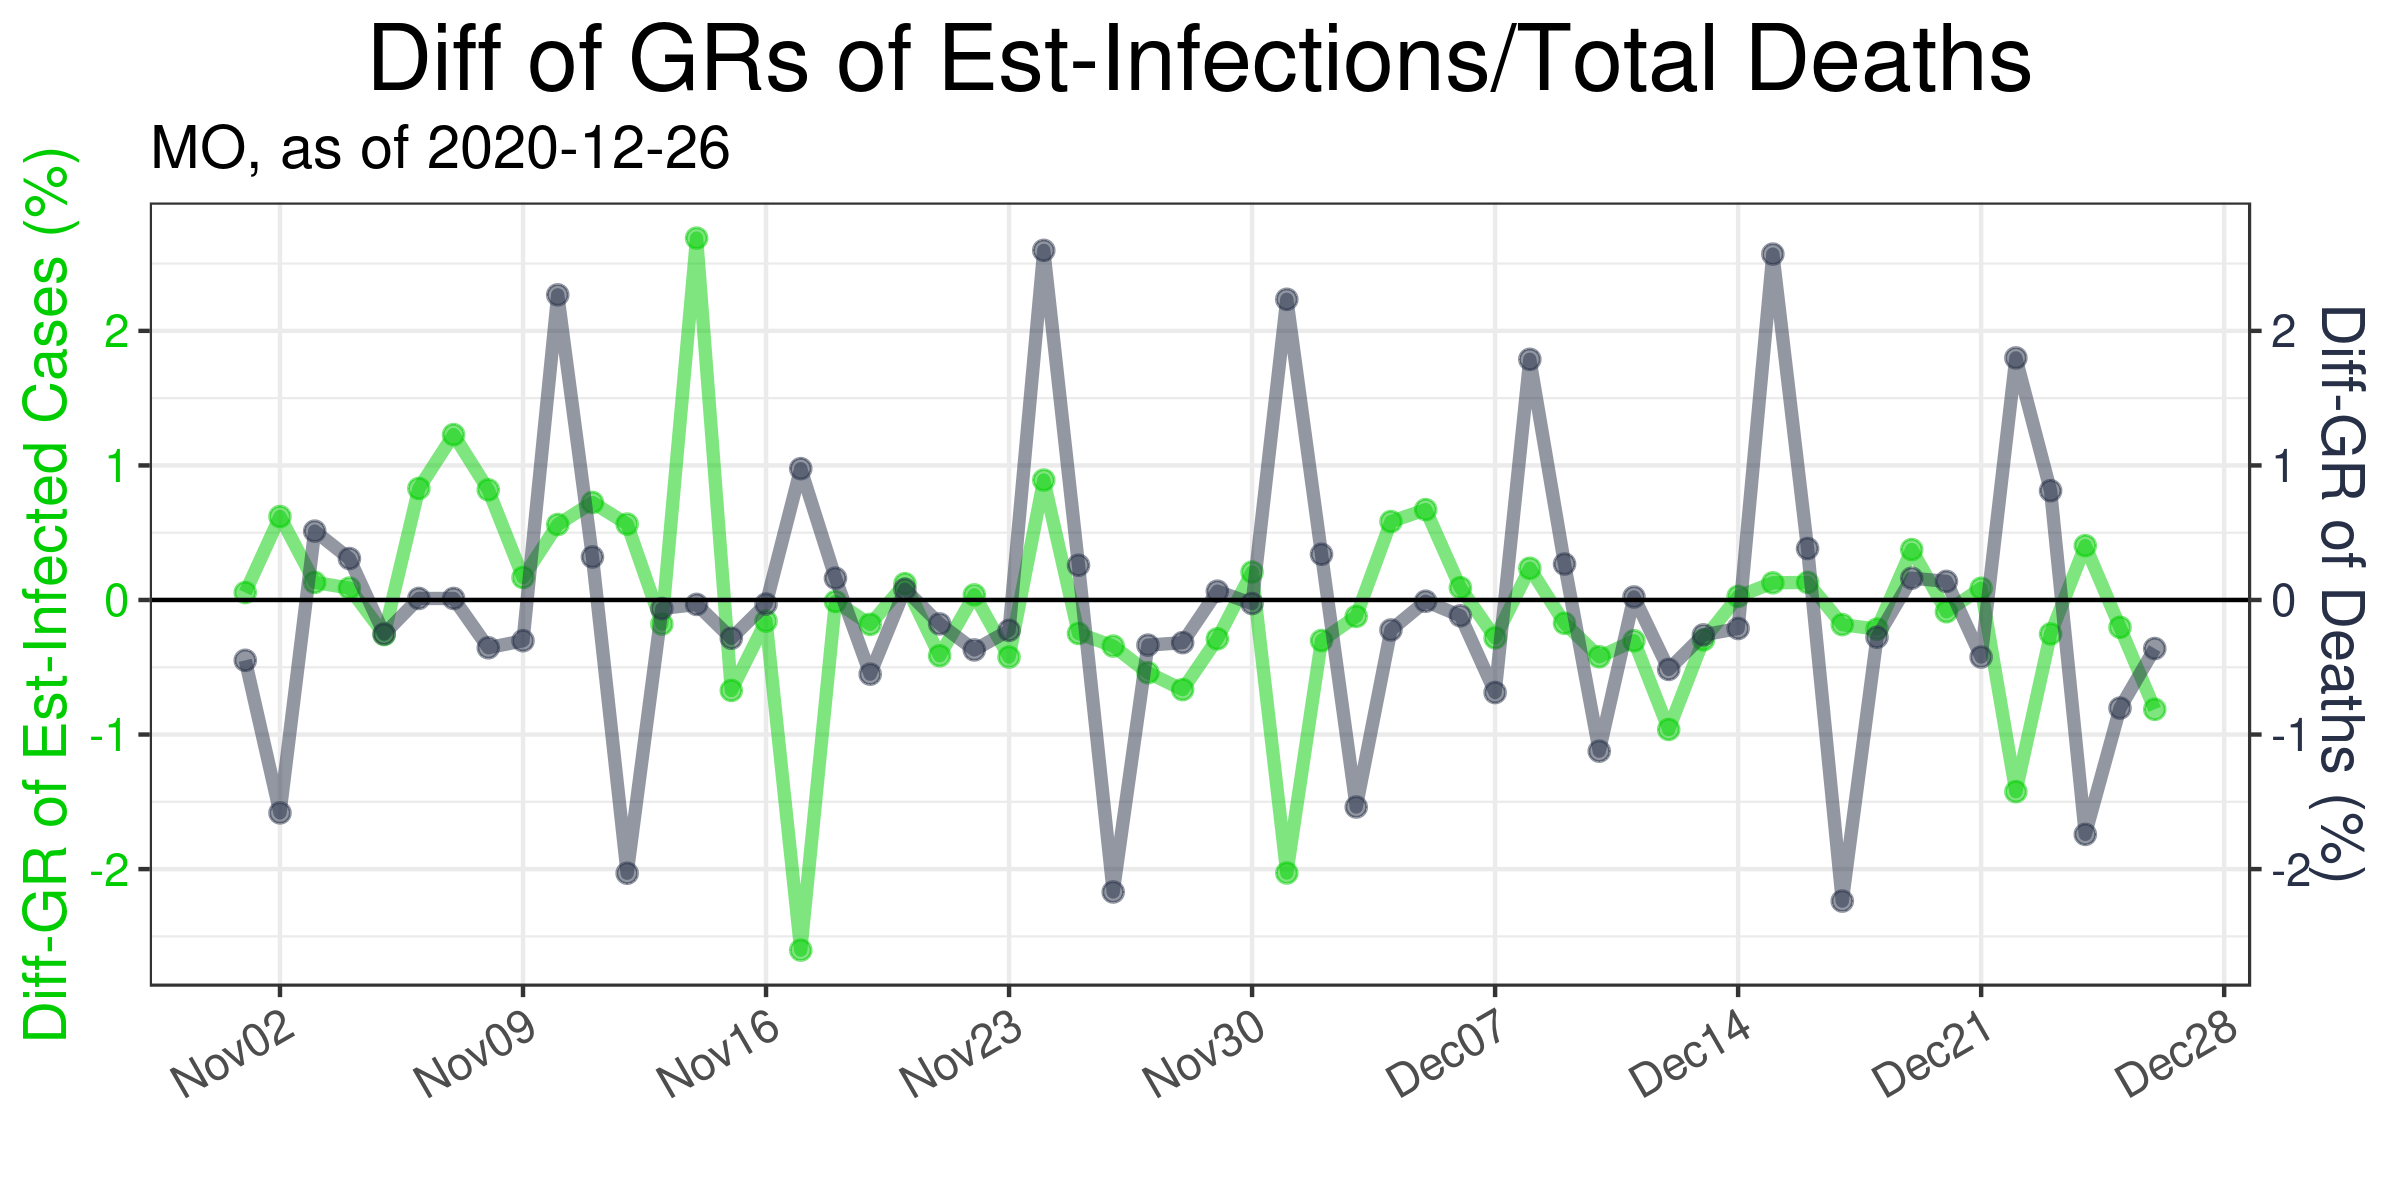 Diff of GRs of Est-Infections/Total Deaths
MO, as of 2020-12-26
Diff-GR of Est-Infected Cases (%)
2
1
0
-1
-2
2
1
0
-1
-2
Diff-GR of Deaths (%)
Nov02
Nov09
Nov16
Nov23
Nov30
Dec07
Dec14
Dec21
Dec28